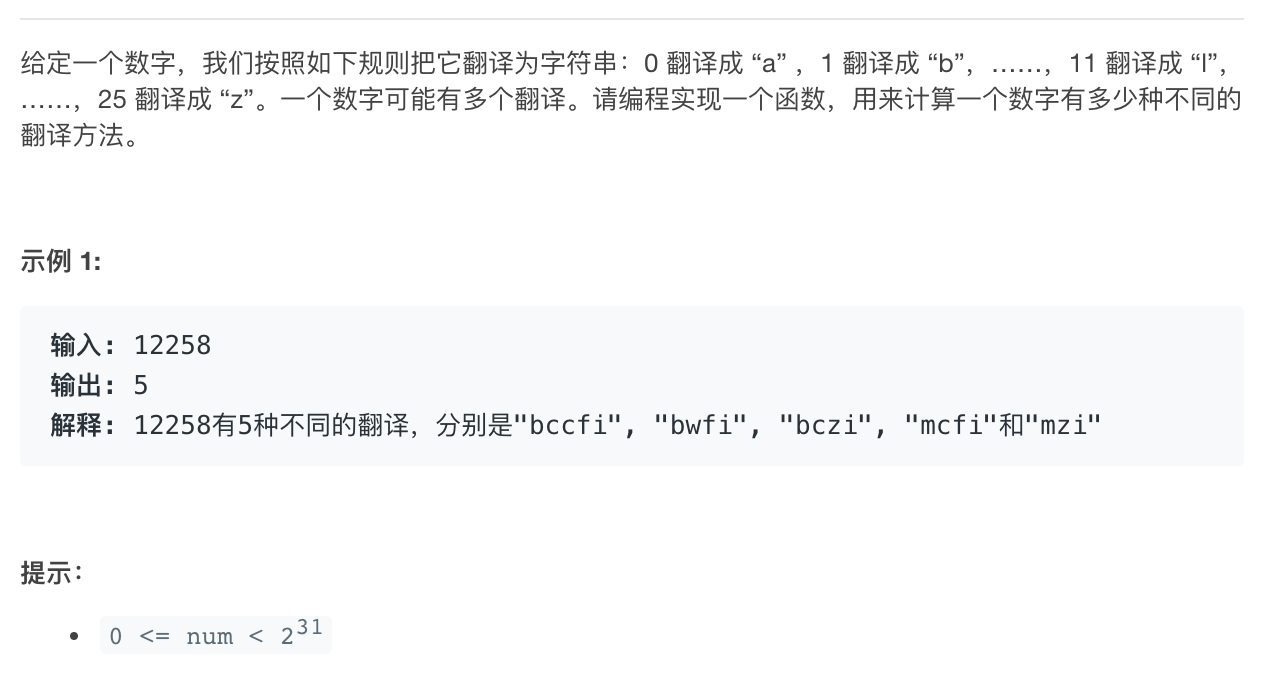 给定一个数字，我们按照如下规则把它翻译为字符串：0 翻译成 “a” ，1 翻译成 “b”，……，11 翻译成 “l”，
……，25 翻译成 “z”。一个数字可能有多个翻译。请编程实现一个函数，用来计算一个数字有多少种不同的
翻译方法。
示例 1:
输入: 12258
输出: 5
解释: 12258有5种不同的翻译，分别是"bccfi", "bwfi", "bczi", "mcfi"和"mzi"
提示：
• 0 <= num < 2³¹